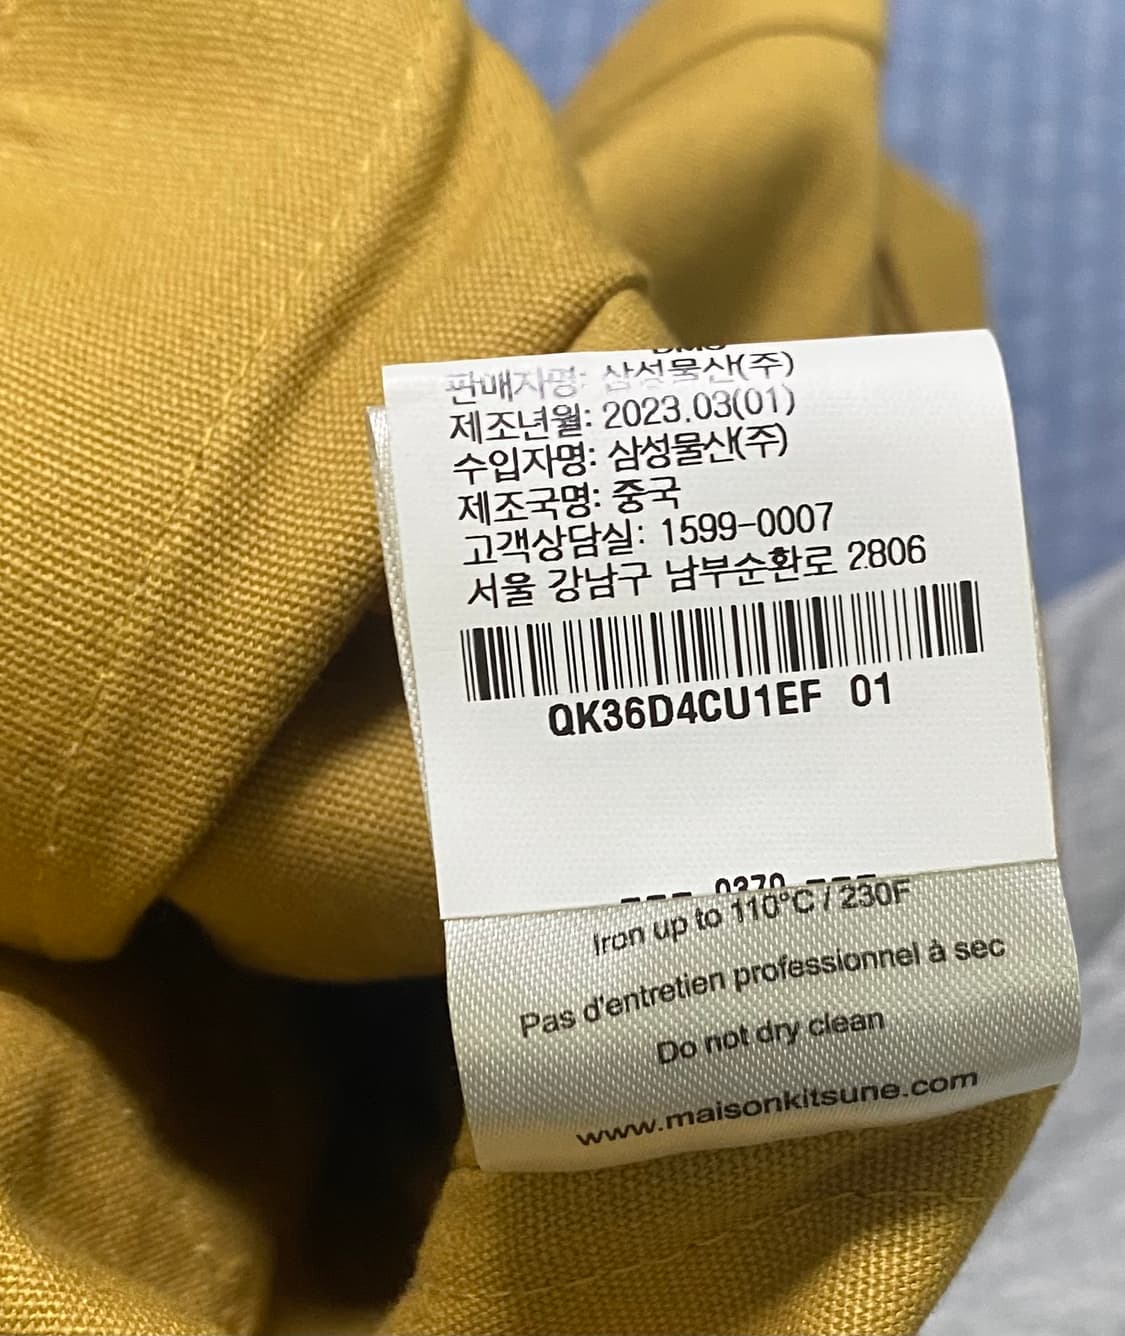 판매자명: 삼성물산(주)
제조년월: 2023.03(01)
수입자명: 삼성물산(주)
제조국명: 중국
고객상담실: 1599-0007
서울 강남구 남부순환로 2806
QK36D4CU1EF 01
--- 0370 ---
Iron up to 110°C / 230F
Pas d'entretien professionnel à sec
Do not dry clean
www.maisonkitsune.com